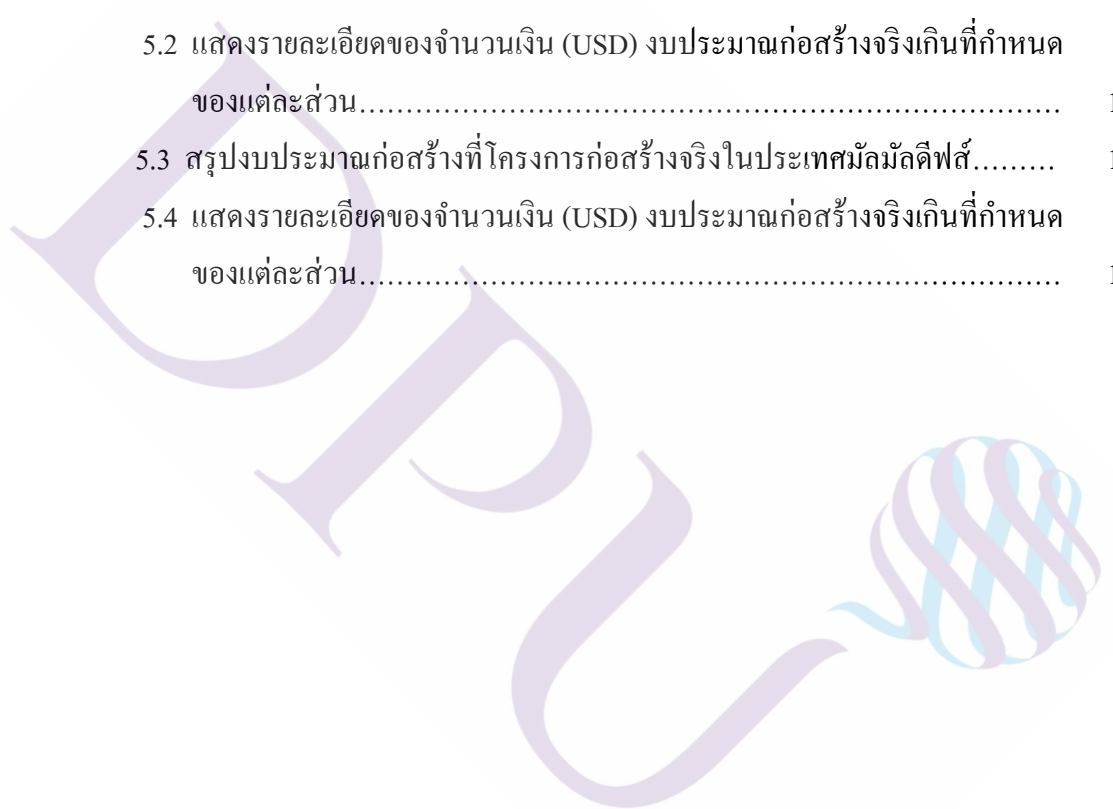 5.2 แสดงรายละเอียดของจำนวนเงิน (USD) งบประมาณก่อสร้างจริงเกินที่กำหนด
ของแต่ละส่วน........................................................................... 1
5.3 สรุปงบประมาณก่อสร้างที่โครงการก่อสร้างจริงในประเทศมัลมัลดีฟส์......... 1
5.4 แสดงรายละเอียดของจำนวนเงิน (USD) งบประมาณก่อสร้างจริงเกินที่กำหนด
ของแต่ละส่วน........................................................................... 1
DPU